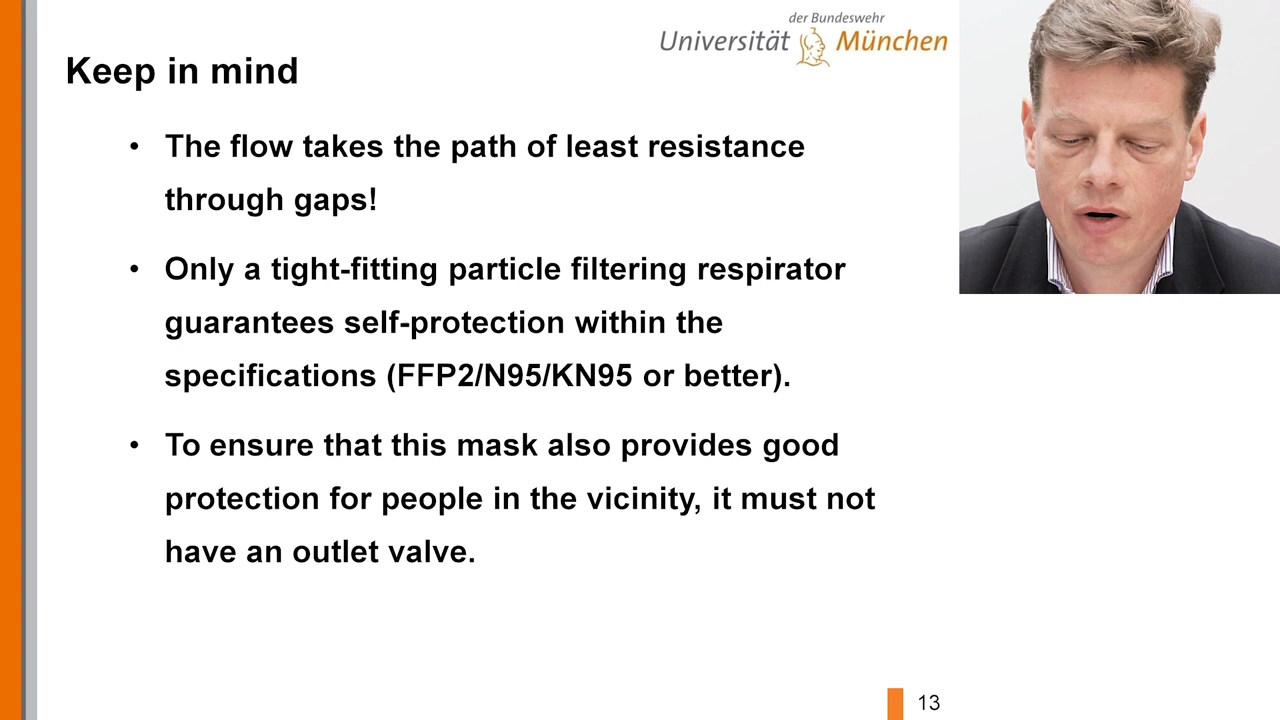 der Bundeswehr
Universität München
Keep in mind
• The flow takes the path of least resistance
through gaps!
• Only a tight-fitting particle filtering respirator
guarantees self-protection within the
specifications (FFP2/N95/KN95 or better).
• To ensure that this mask also provides good
protection for people in the vicinity, it must not
have an outlet valve.
13